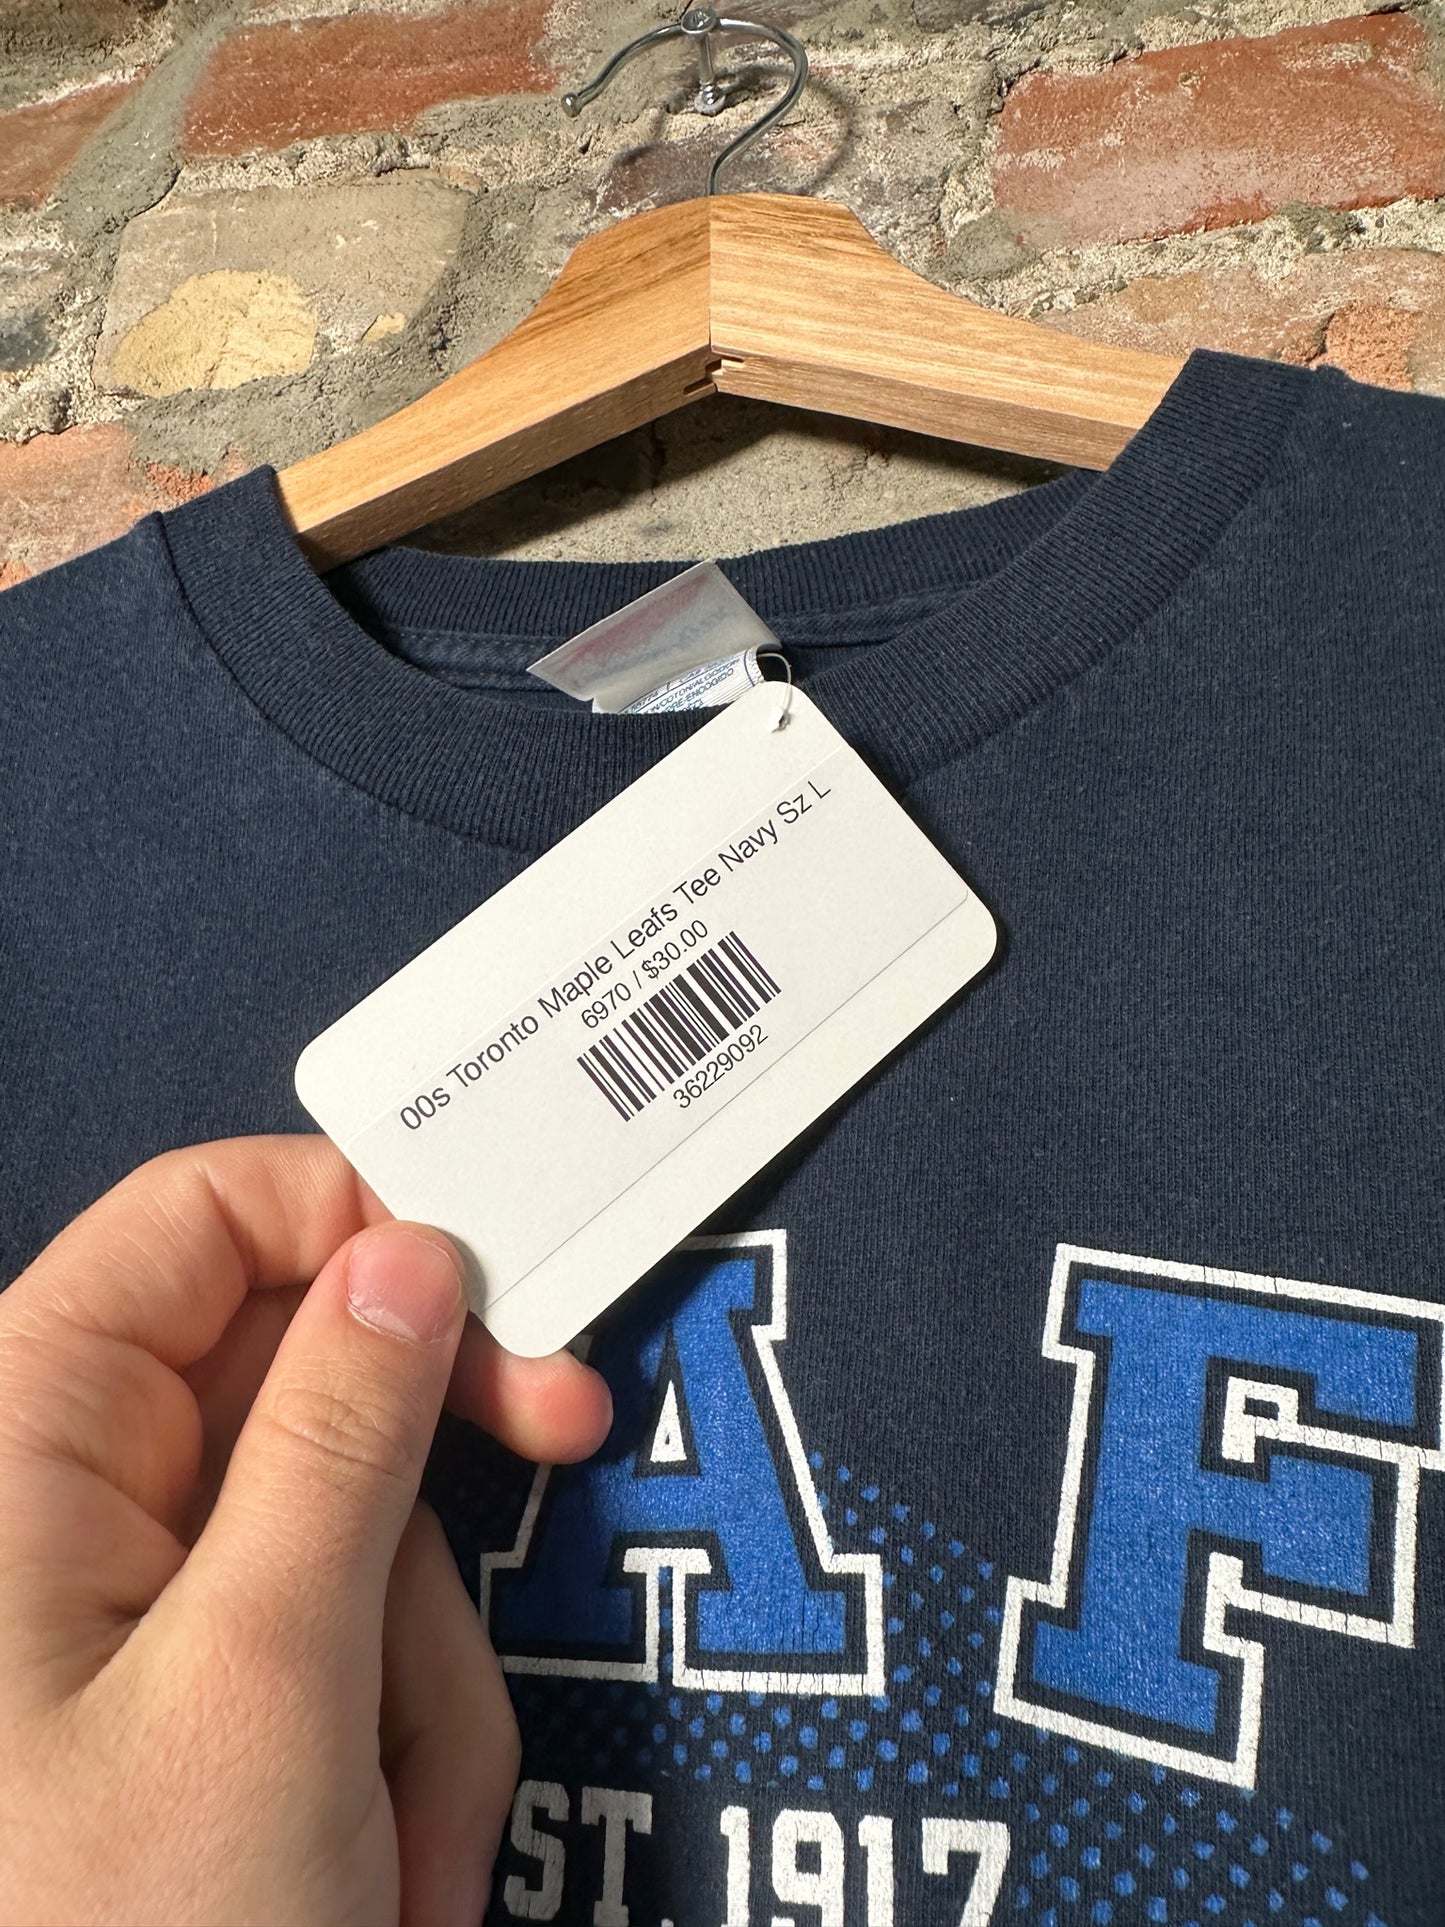 00s Toronto Maple Leafs Tee Navy Sz L
6970 / $30.00
36229092
AF
ST. 1917